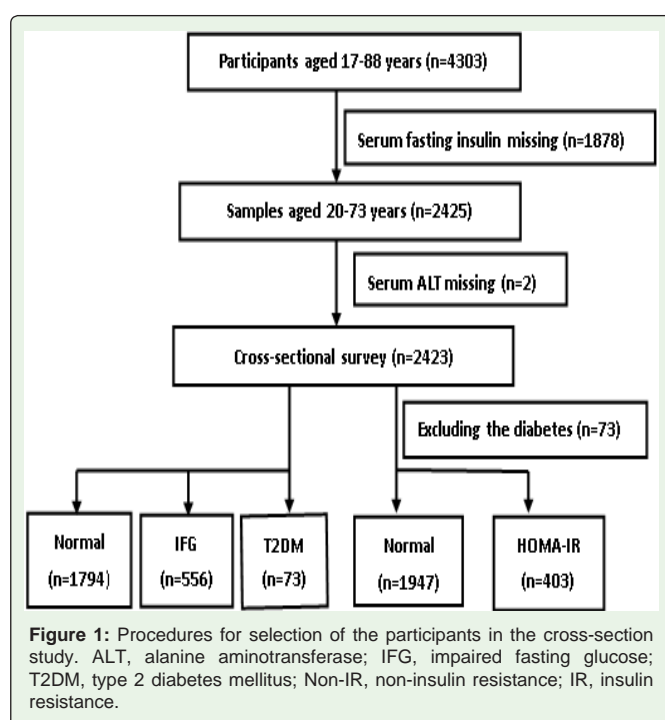 Participants aged 17-88 years (n=4303)
Serum fasting insulin missing (n=1878)
Samples aged 20-73 years (n=2425)
Serum ALT missing (n=2)
Cross-sectional survey (n=2423)
Excluding the diabetes (n=73)
Normal
(n=1794)
IFG
(n=556)
T2DM
(n=73)
Normal
(n=1947)
HOMA-IR
(n=403)
Figure 1: Procedures for selection of the participants in the cross-section
study. ALT, alanine aminotransferase; IFG, impaired fasting glucose;
T2DM, type 2 diabetes mellitus; Non-IR, non-insulin resistance; IR, insulin
resistance.